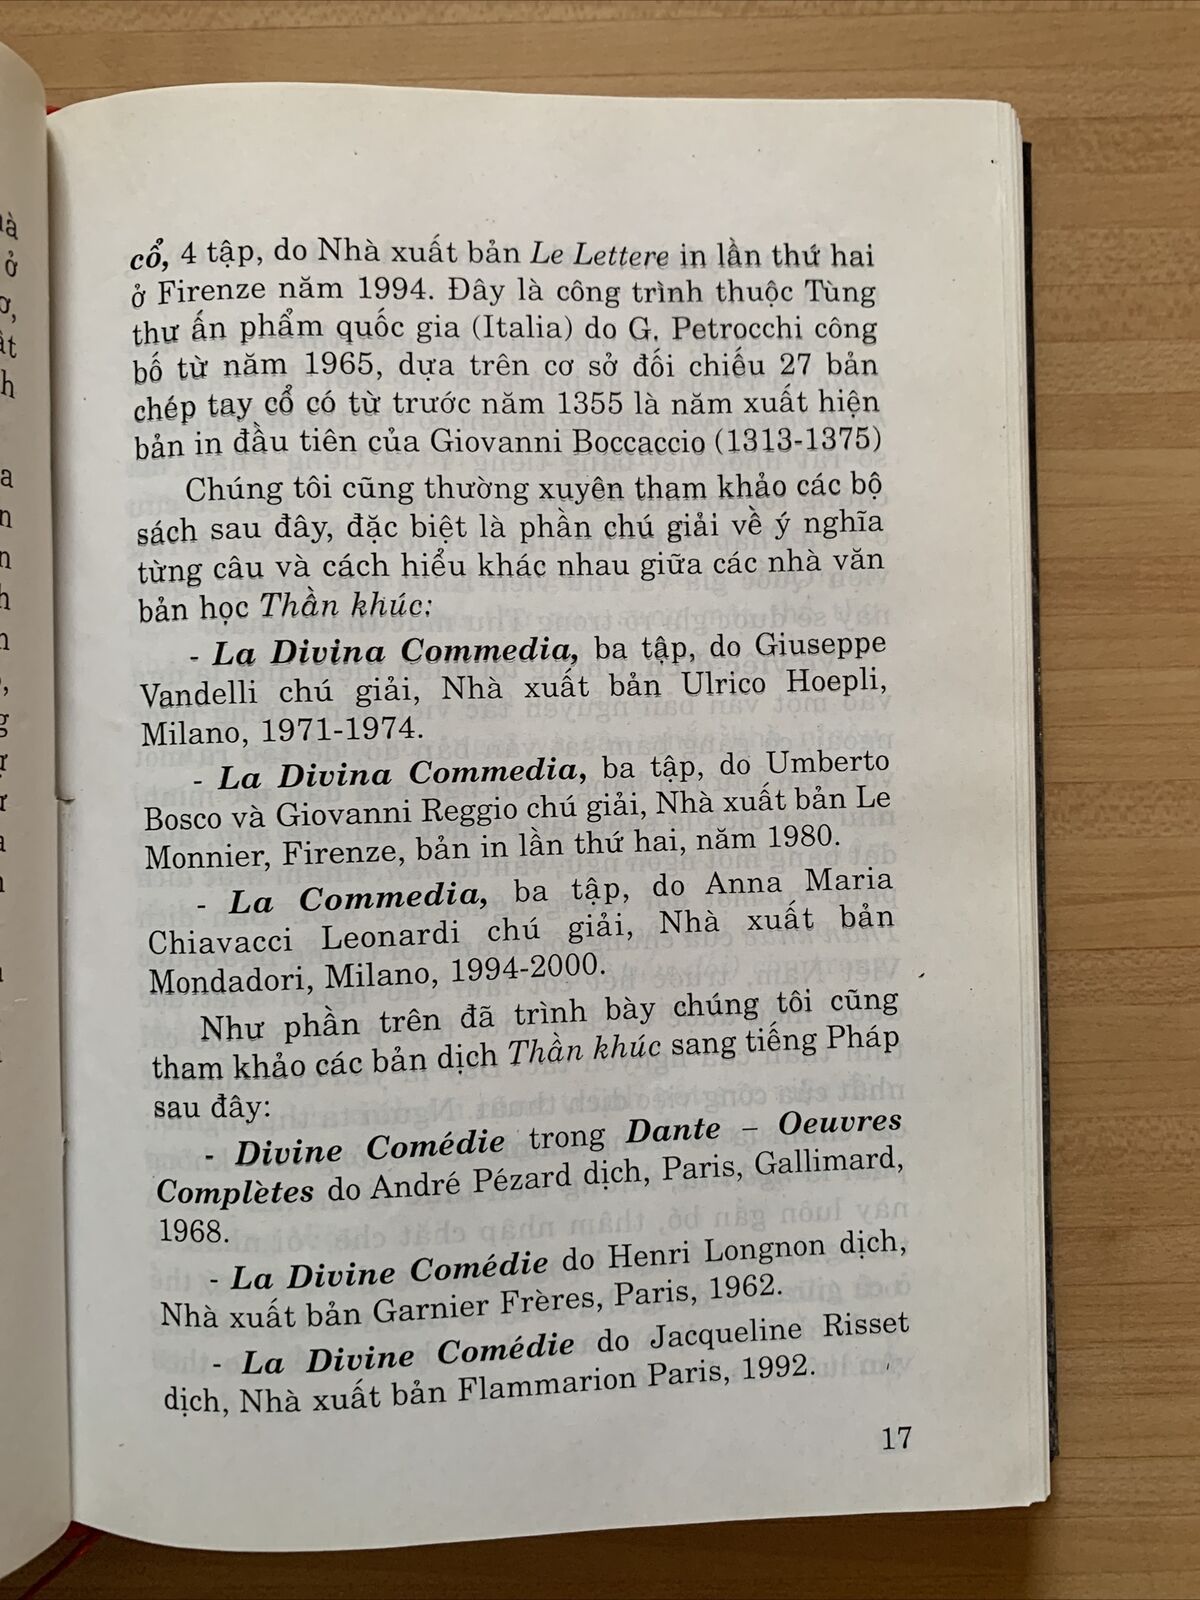 cổ, 4 tập, do Nhà xuất bản Le Lettere in lần thứ hai
ở Firenze năm 1994. Đây là công trình thuộc Tùng
thư ấn phẩm quốc gia (Italia) do G. Petrocchi công
bố từ năm 1965, dựa trên cơ sở đối chiếu 27 bản
chép tay cổ có từ trước năm 1355 là năm xuất hiện
bản in đầu tiên của Giovanni Boccaccio (1313-1375)
Chúng tôi cũng thường xuyên tham khảo các bộ
sách sau đây, đặc biệt là phần chú giải về ý nghĩa
từng câu và cách hiểu khác nhau giữa các nhà văn
bản học Thần khúc:
- La Divina Commedia, ba tập, do Giuseppe
Vandelli chú giải, Nhà xuất bản Ulrico Hoepli,
Milano, 1971-1974.
- La Divina Commedia, ba tập, do Umberto
Bosco và Giovanni Reggio chú giải, Nhà xuất bản Le
Monnier, Firenze, bản in lần thứ hai, năm 1980.
- La Commedia, ba tập, do Anna Maria
Chiavacci Leonardi chú giải, Nhà xuất bản
Mondadori, Milano, 1994-2000.
Như phần trên đã trình bày chúng tôi cũng
tham khảo các bản dịch Thần khúc sang tiếng Pháp
sau đây:
- Divine Comédie trong Dante – Oeuvres
Complètes do André Pézard dịch, Paris, Gallimard,
1968.
- La Divine Comédie do Henri Longnon dịch,
Nhà xuất bản Garnier Frères, Paris, 1962.
- La Divine Comédie do Jacqueline Risset
dịch, Nhà xuất bản Flammarion Paris, 1992.
17